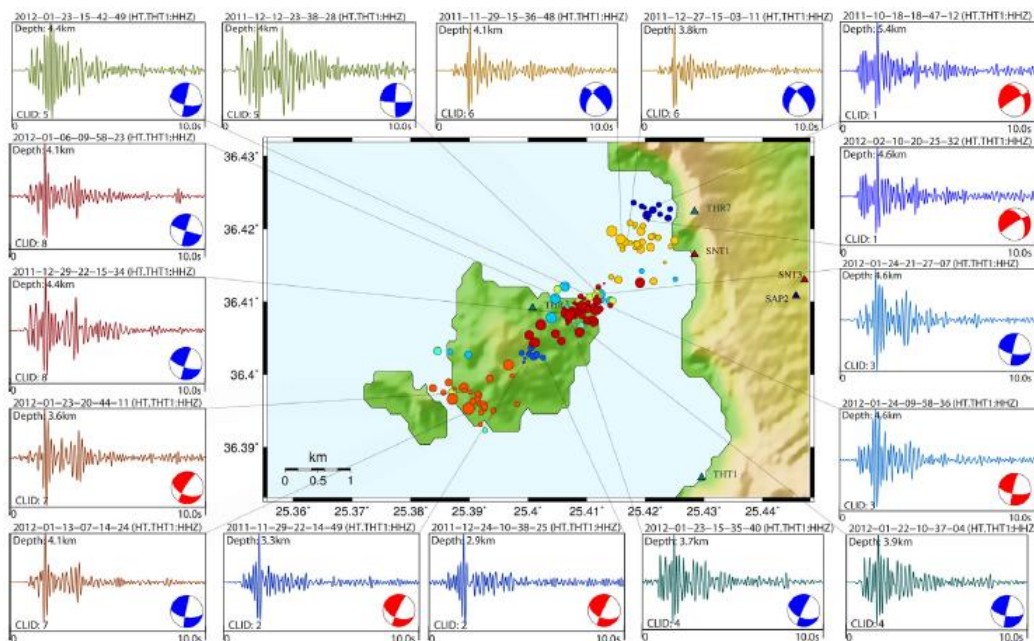 2011-11-23-15-42-49 (HT,THT1:HHZ)
Depth: 4.4km
CLID: 5
0
10.0s
2011-12-12-23-38-28 (HT,THT1:HHZ)
Depth: 4km
CLID: 5
0
10.0s
2011-11-29-15-36-48 (HT,THT1:HHZ)
Depth: 4.1km
CLID: 6
0
10.0s
2011-12-27-15-03-11 (HT,THT1:HHZ)
Depth: 3.8km
CLID: 6
0
10.0s
2011-10-18-18-47-12 (HT,THT1:HHZ)
Depth: 5.4km
CLID: 1
0
10.0s
2012-01-06-09-58-23 (HT,THT1:HHZ)
Depth: 4.1km
CLID: 8
0
10.0s
2012-02-10-20-25-32 (HT,THT1:HHZ)
Depth: 4.6km
CLID: 1
0
10.0s
2011-12-29-22-15-34 (HT,THT1:HHZ)
Depth: 4.4km
CLID: 8
0
10.0s
2012-01-24-21-27-07 (HT,THT1:HHZ)
Depth: 4.6km
CLID: 3
0
10.0s
2012-01-23-20-44-11 (HT,THT1:HHZ)
Depth: 3.6km
CLID: 7
0
10.0s
2012-01-24-09-58-36 (HT,THT1:HHZ)
Depth: 4.6km
CLID: 3
0
10.0s
36.43°
36.42°
36.41°
36.4°
36.39°
THR7
SNT1
SNT3
SAP2
THT1
km
0 0.5 1
25.36° 25.37° 25.38° 25.39° 25.4° 25.41° 25.42° 25.43° 25.44°
2012-01-13-07-14-24 (HT,THT1:HHZ)
Depth: 4.1km
CLID: 7
0
10.0s
2011-11-29-22-14-49 (HT,THT1:HHZ)
Depth: 3.3km
CLID: 2
0
10.0s
2011-12-24-10-38-25 (HT,THT1:HHZ)
Depth: 2.9km
CLID: 2
0
10.0s
2012-01-23-15-35-40 (HT,THT1:HHZ)
Depth: 3.7km
CLID: 4
0
10.0s
2012-01-22-10-37-04 (HT,THT1:HHZ)
Depth: 3.9km
CLID: 4
0
10.0s